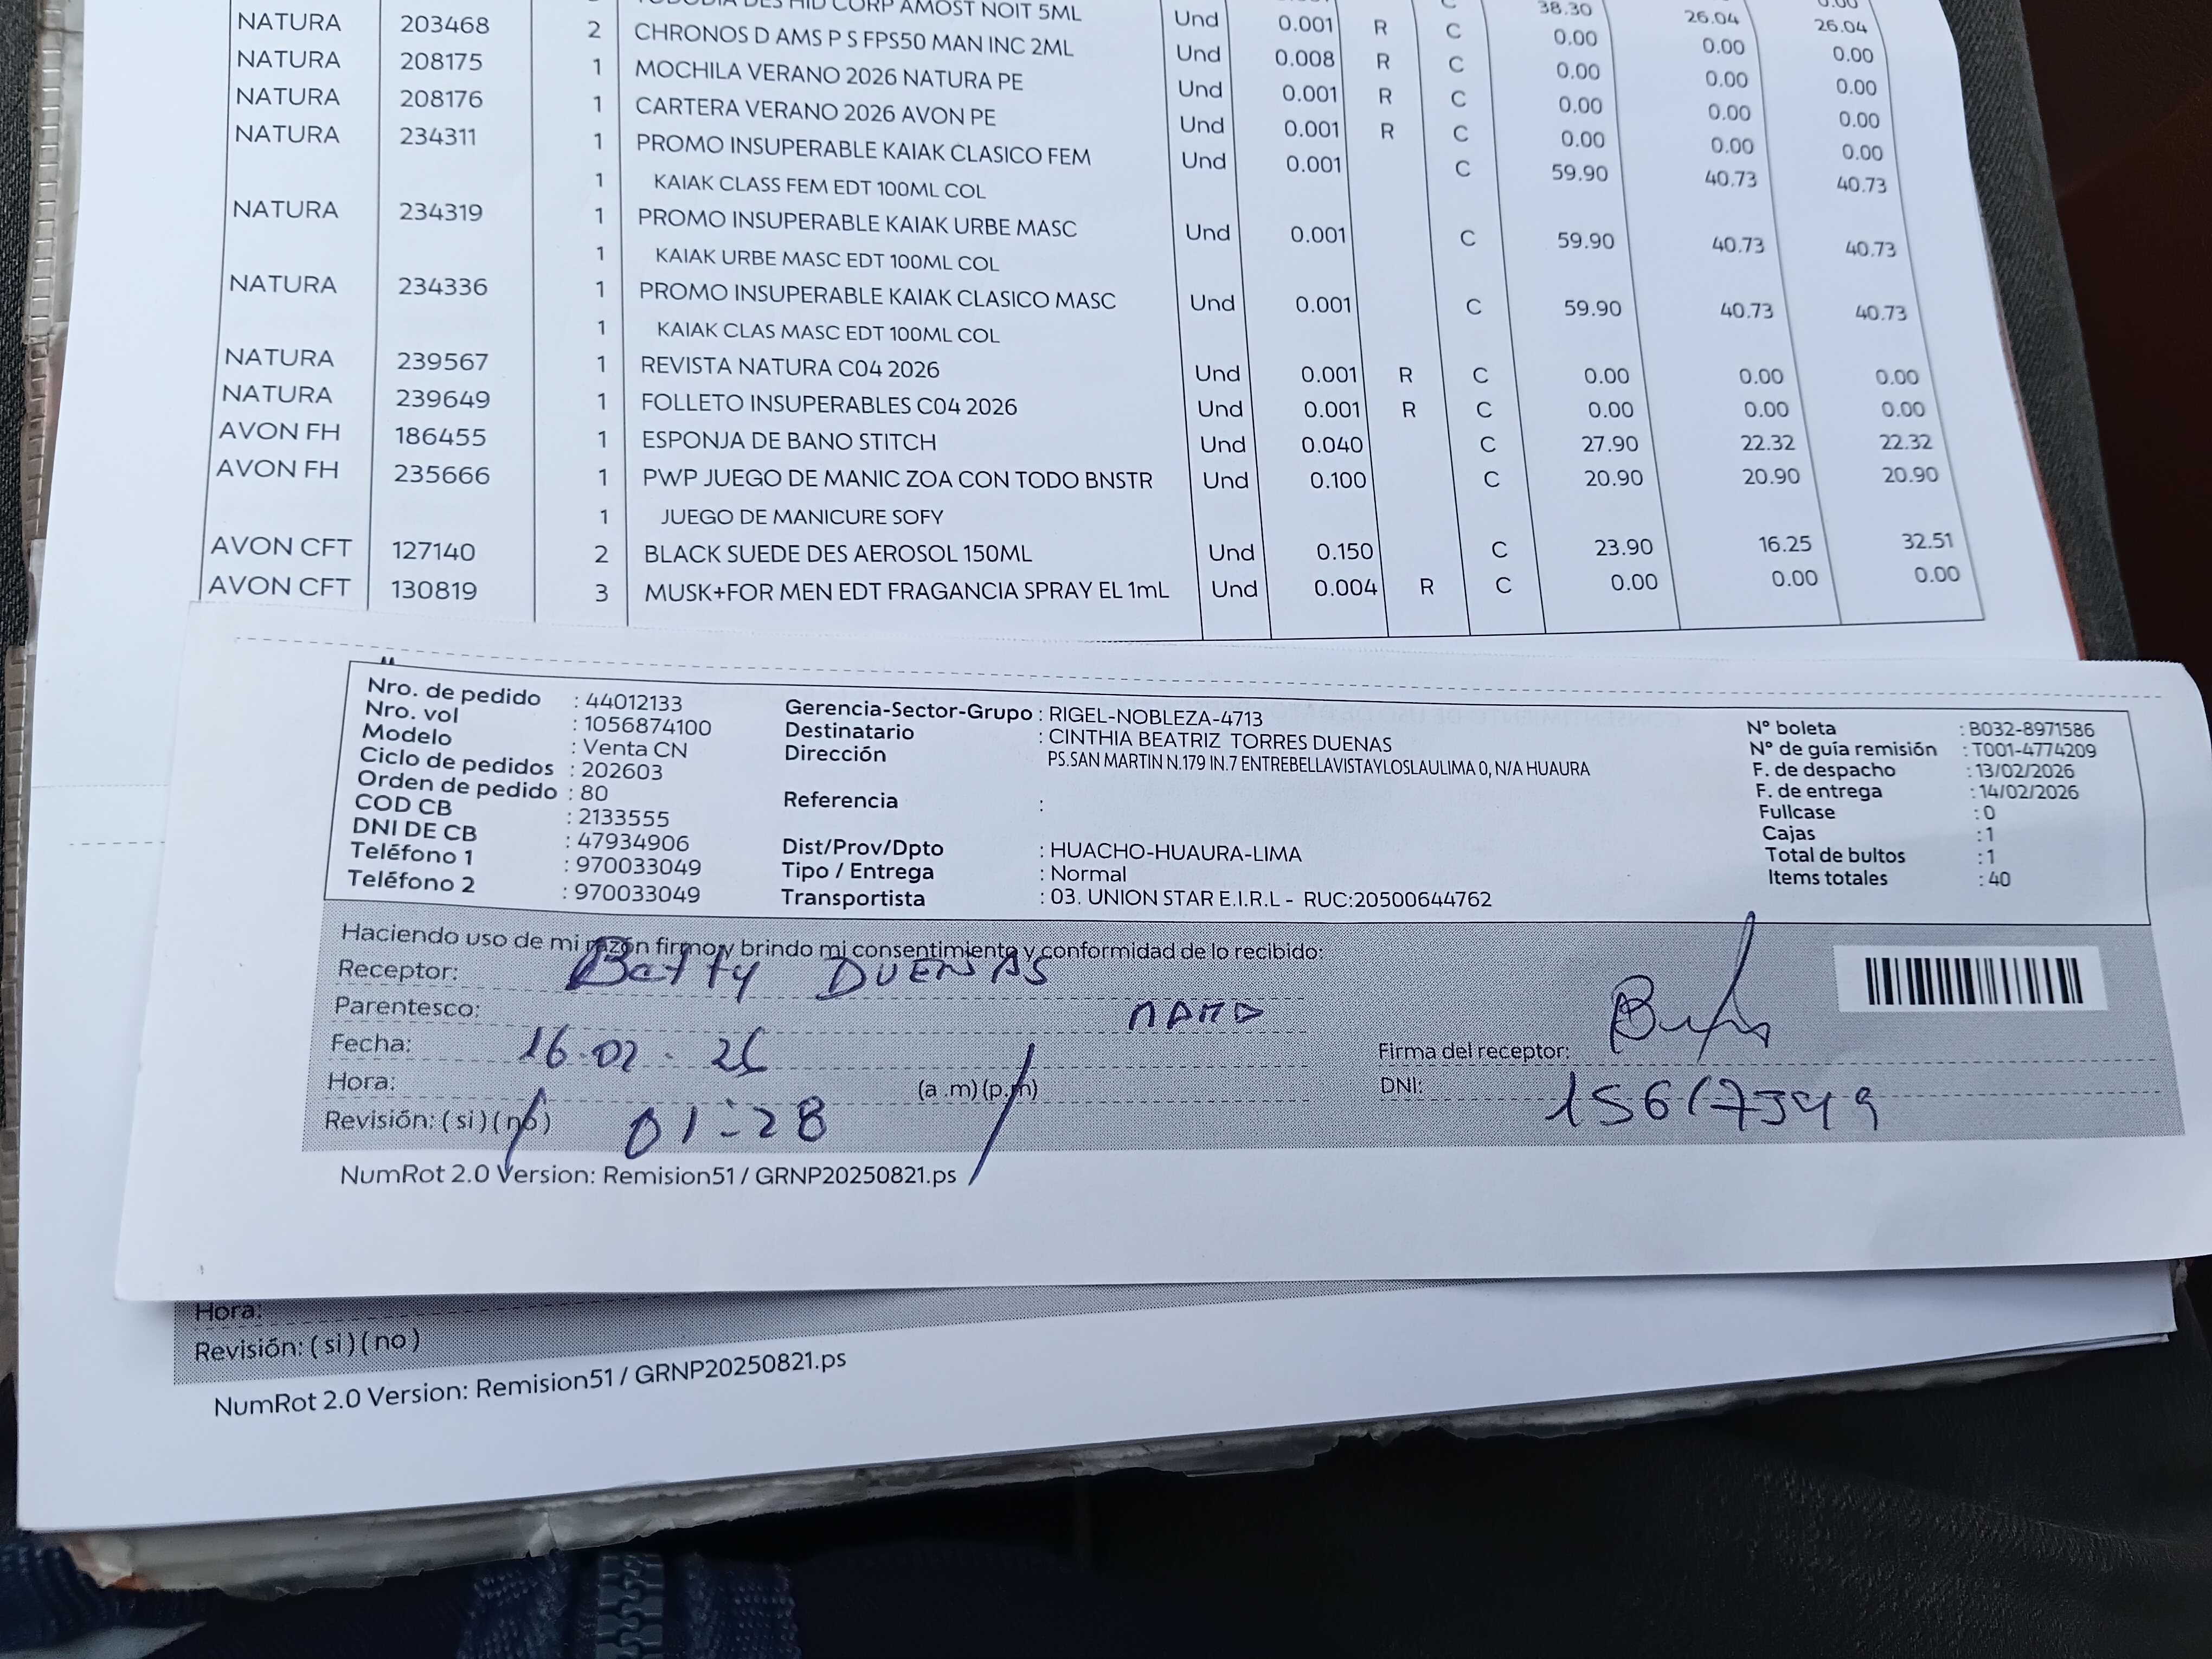 TODODIA DES HID CORP AMOST NOIT 5ML C 38.30 26.04 26.04
NATURA 203468 2 CHRONOS D AMS P S FPS50 MAN INC 2ML Und 0.001 R C 0.00 0.00 0.00
NATURA 208175 1 MOCHILA VERANO 2026 NATURA PE Und 0.008 R C 0.00 0.00 0.00
NATURA 208176 1 CARTERA VERANO 2026 AVON PE Und 0.001 R C 0.00 0.00 0.00
NATURA 234311 1 PROMO INSUPERABLE KAIAK CLASICO FEM Und 0.001 C 59.90 40.73 40.73
1 KAIAK CLASS FEM EDT 100ML COL
NATURA 234319 1 PROMO INSUPERABLE KAIAK URBE MASC Und 0.001 C 59.90 40.73 40.73
1 KAIAK URBE MASC EDT 100ML COL
NATURA 234336 1 PROMO INSUPERABLE KAIAK CLASICO MASC Und 0.001 C 59.90 40.73 40.73
1 KAIAK CLAS MASC EDT 100ML COL
NATURA 239567 1 REVISTA NATURA C04 2026 Und 0.001 R C 0.00 0.00 0.00
NATURA 239649 1 FOLLETO INSUPERABLES C04 2026 Und 0.001 R C 0.00 0.00 0.00
AVON FH 186455 1 ESPONJA DE BANO STITCH Und 0.040 C 27.90 22.32 22.32
AVON FH 235666 1 PWP JUEGO DE MANIC ZOA CON TODO BNSTR Und 0.100 C 20.90 20.90 20.90
1 JUEGO DE MANICURE SOFY
AVON CFT 127140 2 BLACK SUEDE DES AEROSOL 150ML Und 0.150 C 23.90 16.25 32.51
AVON CFT 130819 3 MUSK+FOR MEN EDT FRAGANCIA SPRAY EL 1mL Und 0.004 R C 0.00 0.00 0.00
Nro. de pedido : 44012133
Nro. vol : 1056874100
Modelo : Venta CN
Ciclo de pedidos : 202603
Orden de pedido : 80
COD CB : 2133555
DNI DE CB : 47934906
Teléfono 1 : 970033049
Teléfono 2 : 970033049
Gerencia-Sector-Grupo : RIGEL-NOBLEZA-4713
Destinatario : CINTHIA BEATRIZ TORRES DUENAS
Dirección PS.SAN MARTIN N.179 IN.7 ENTREBELLAVISTAYLOSLAULIMA 0, N/A HUAURA
Referencia :
Dist/Prov/Dpto : HUACHO-HUAURA-LIMA
Tipo / Entrega : Normal
Transportista : 03. UNION STAR E.I.R.L - RUC:20500644762
N° boleta : B032-8971586
N° de guía remisión : T001-4774209
F. de despacho : 13/02/2026
F. de entrega : 14/02/2026
Fullcase : 0
Cajas : 1
Total de bultos : 1
Items totales : 40
Haciendo uso de mi razón firmo y brindo mi consentimiento y conformidad de lo recibido:
Receptor: Betty DUEÑAS
Parentesco: MAMA
Fecha: 16-02-26
Hora: 01:28 (a .m) (p.m)
Revisión: ( si ) ( no )
Firma del receptor:
DNI:
NumRot 2.0 Version: Remision51 / GRNP20250821.ps
Hora:
Revisión: ( si ) ( no )
NumRot 2.0 Version: Remision51 / GRNP20250821.ps